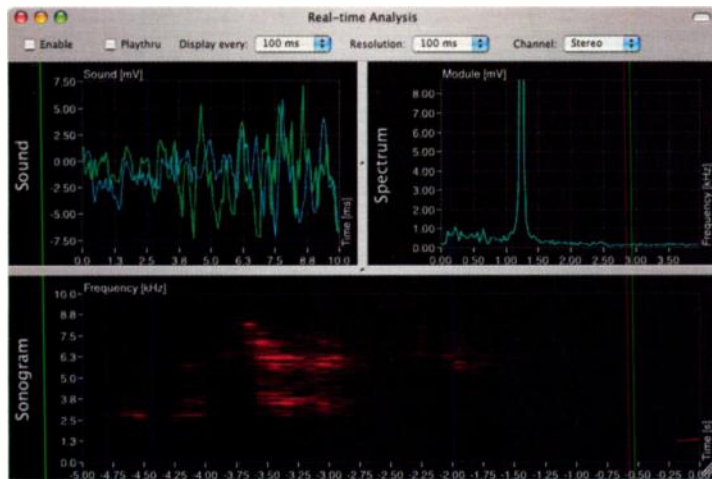 Real-time Analysis
Enable Playthru Display every: 100 ms Resolution: 100 ms Channel: Stereo
Sound
Sound [mV]
7.50
5.00
2.50
0.00
-2.50
-5.00
-7.50
Time [ms]
0.0 1.3 2.5 3.8 5.0 6.3 7.5 8.8 10.0
Spectrum
Module [mV]
8.00
7.00
6.00
5.00
4.00
3.00
2.00
1.00
0.00
Frequency [kHz]
0.00 0.50 1.00 1.50 2.00 2.50 3.00 3.50
Sonogram
Frequency [kHz]
10.0
8.8
7.5
6.3
5.0
3.8
2.5
1.3
0.0
Time [s]
-5.00 -4.75 -4.50 -4.25 -4.00 -3.75 -3.50 -3.25 -3.00 -2.75 -2.50 -2.25 -2.00 -1.75 -1.50 -1.25 -1.00 -0.75 -0.50 -0.25 0.00